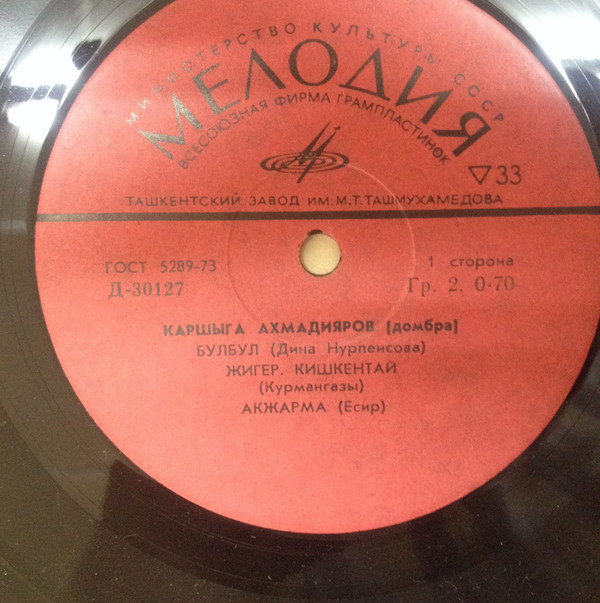 МИНИСТЕРСТВО КУЛЬТУРЫ СССР
МЕЛОДИЯ
ВСЕСОЮЗНАЯ ФИРМА ГРАМПЛАСТИНОК
▽33
ТАШКЕНТСКИЙ ЗАВОД ИМ. М.Т. ТАШМУХАМЕДОВА
ГОСТ 5289-73
1 сторона
Д-30127
Гр. 2. 0-70
КАРШЫГА АХМАДИЯРОВ (домбра)
БУЛБУЛ (Дина Нурпеисова)
ЖИГЕР. КИШКЕНТАЙ
(Курмангазы)
АКЖАРМА (Есир)